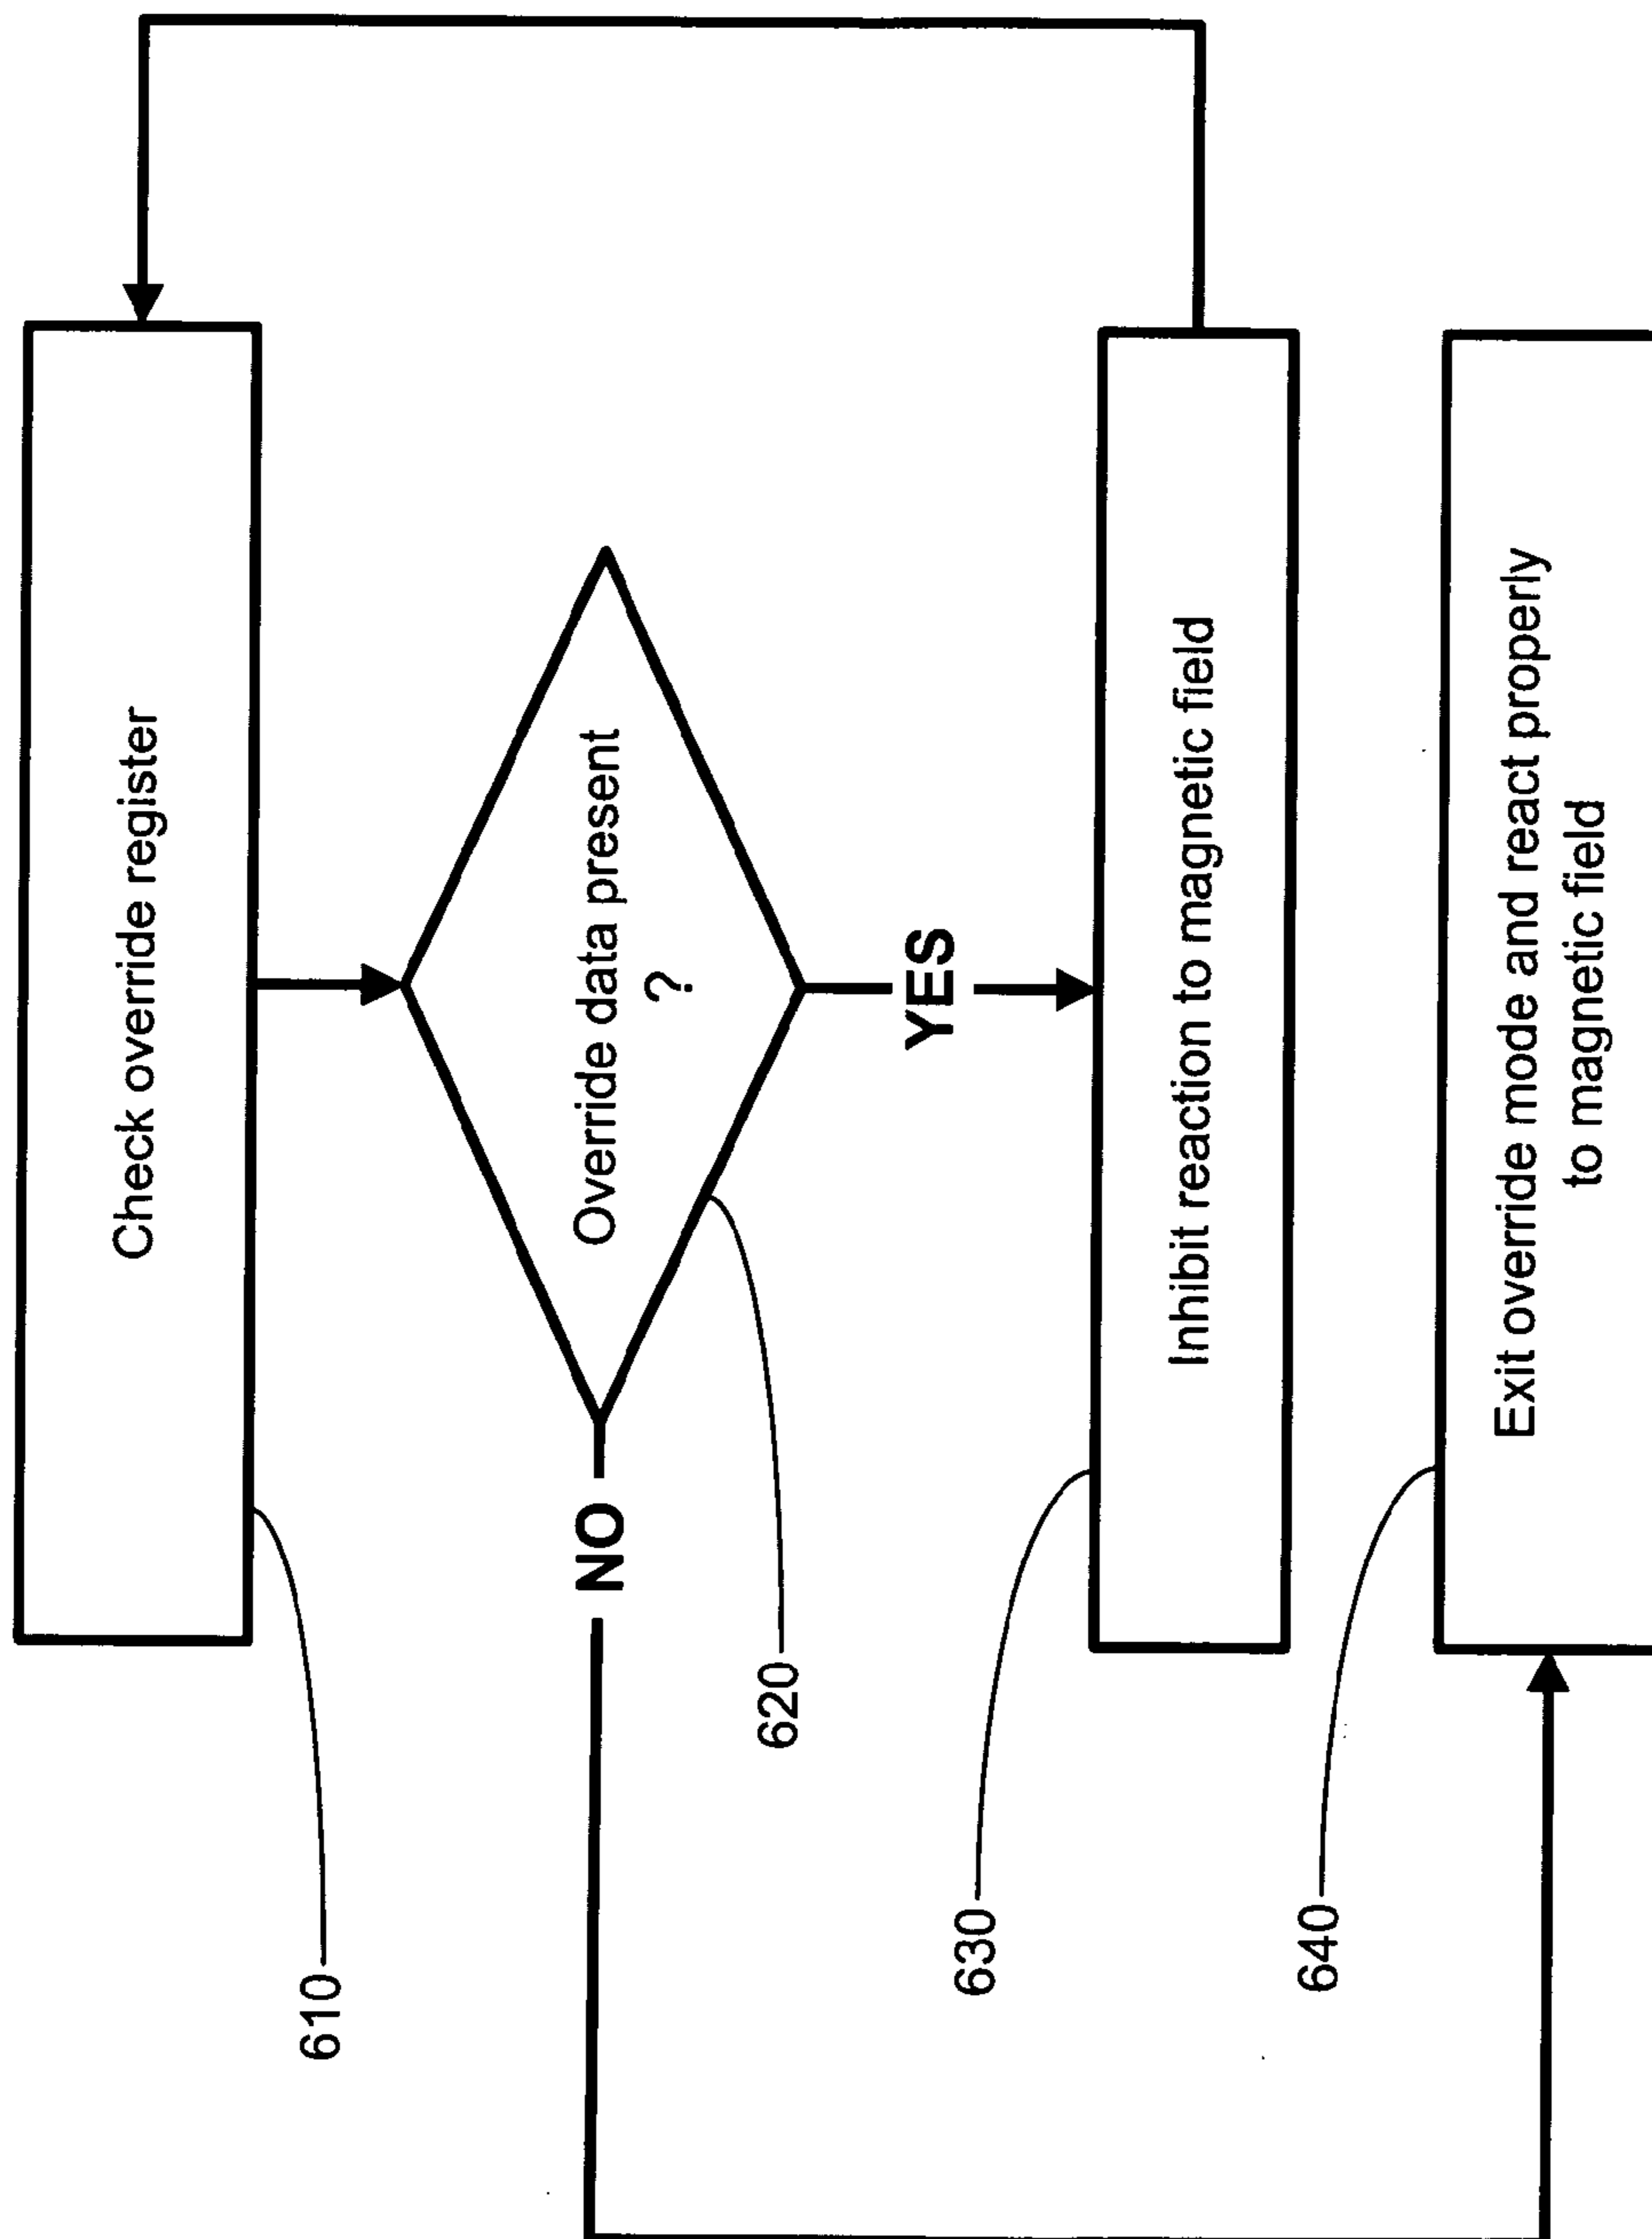 Check override register
610
Override data present
?
620
NO
YES
Inhibit reaction to magnetic field
630
Exit override mode and react properly
to magnetic field
640